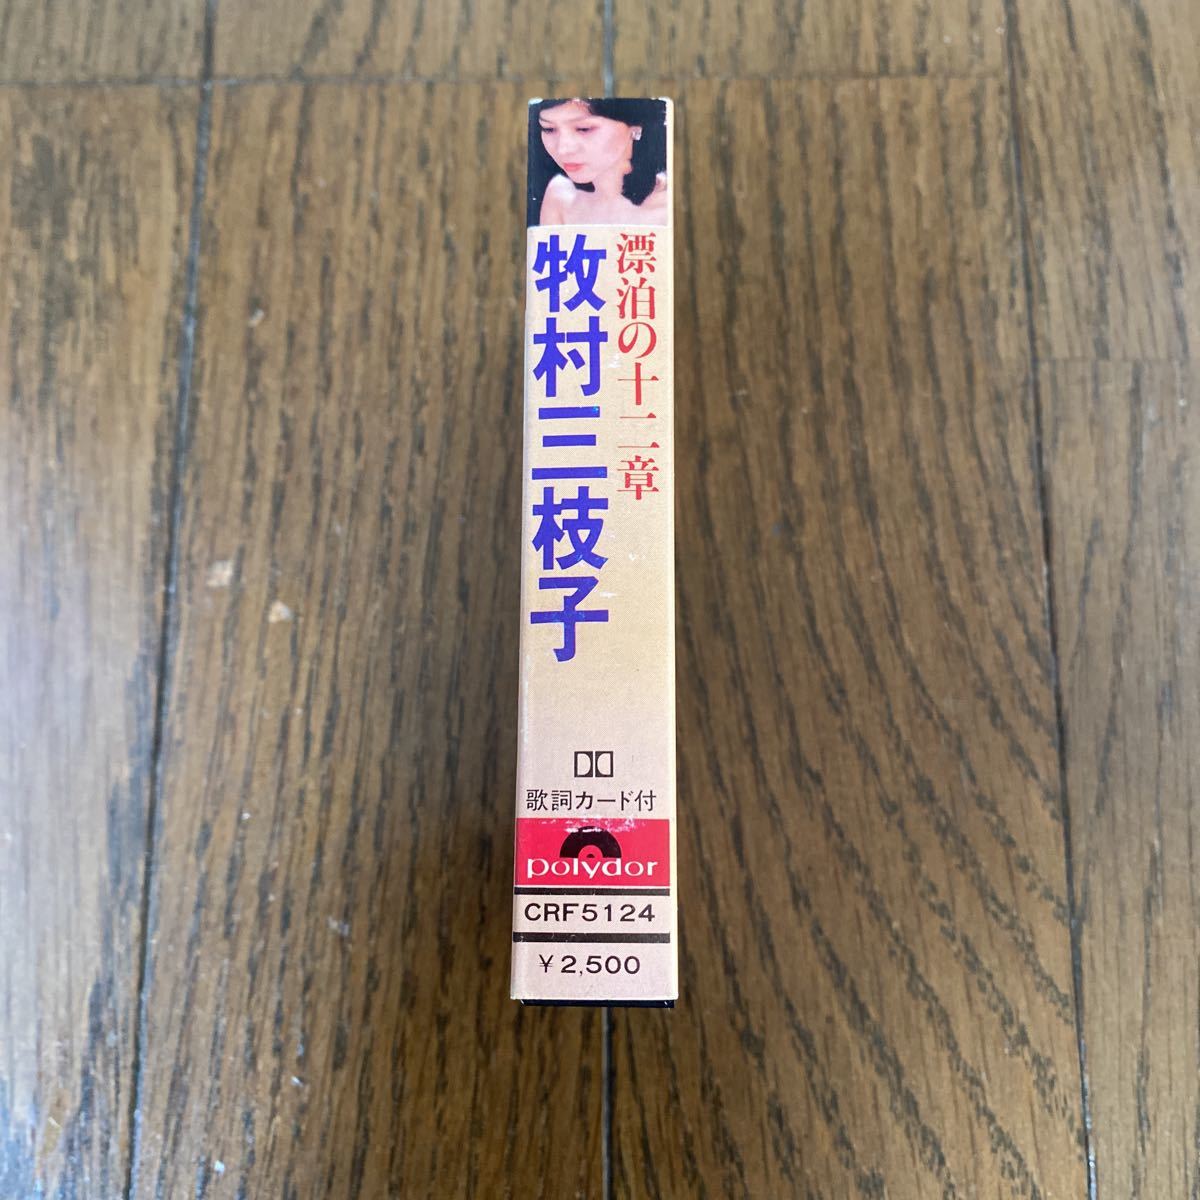 漂泊の十二章
牧村三枝子
歌詞カード付
polydor
CRF5124
¥2,500